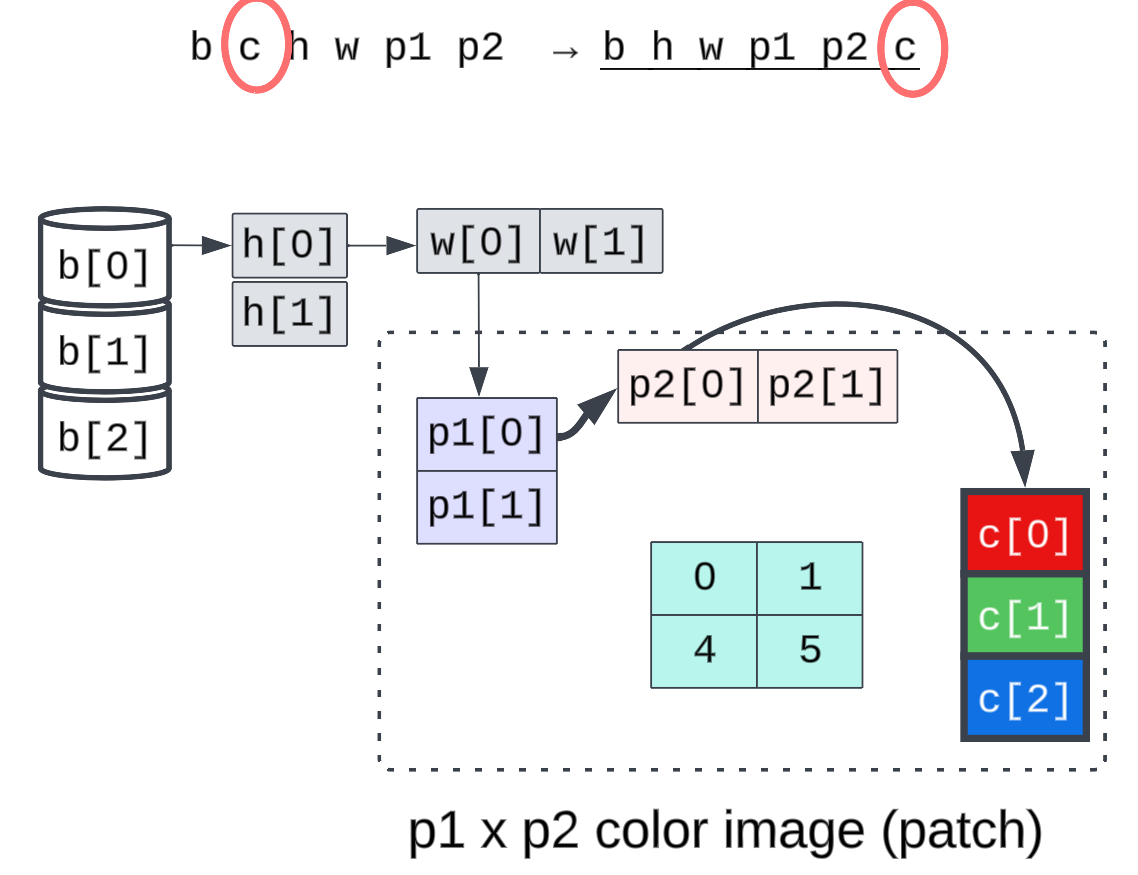 b c h w p1 p2 → b h w p1 p2 c
b[0]
b[1]
b[2]
h[0]
h[1]
w[0] w[1]
p1[0]
p1[1]
p2[0] p2[1]
0 1
4 5
c[0]
c[1]
c[2]
p1 x p2 color image (patch)